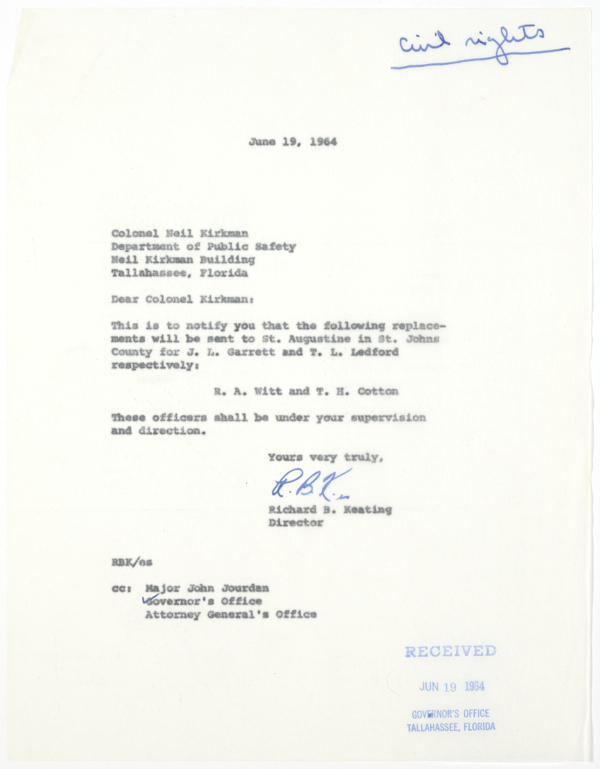 civil rights
June 19, 1964
Colonel Neil Kirkman
Department of Public Safety
Neil Kirkman Building
Tallahassee, Florida
Dear Colonel Kirkman:
This is to notify you that the following replace-
ments will be sent to St. Augustine in St. Johns
County for J. L. Garrett and T. L. Ledford
respectively:
R. A. Witt and T. H. Cotton
These officers shall be under your supervision
and direction.
Yours very truly,
R.B.K.
Richard B. Keating
Director
RBK/es
cc: Major John Jourdan
Governor's Office
Attorney General's Office
RECEIVED
JUN 19 1964
GOVERNOR'S OFFICE
TALLAHASSEE, FLORIDA